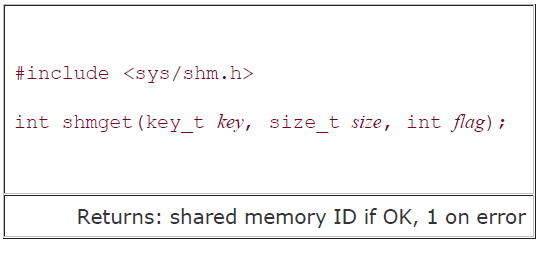 #include <sys/shm.h>
int shmget(key_t key, size_t size, int flag);
Returns: shared memory ID if OK, 1 on error